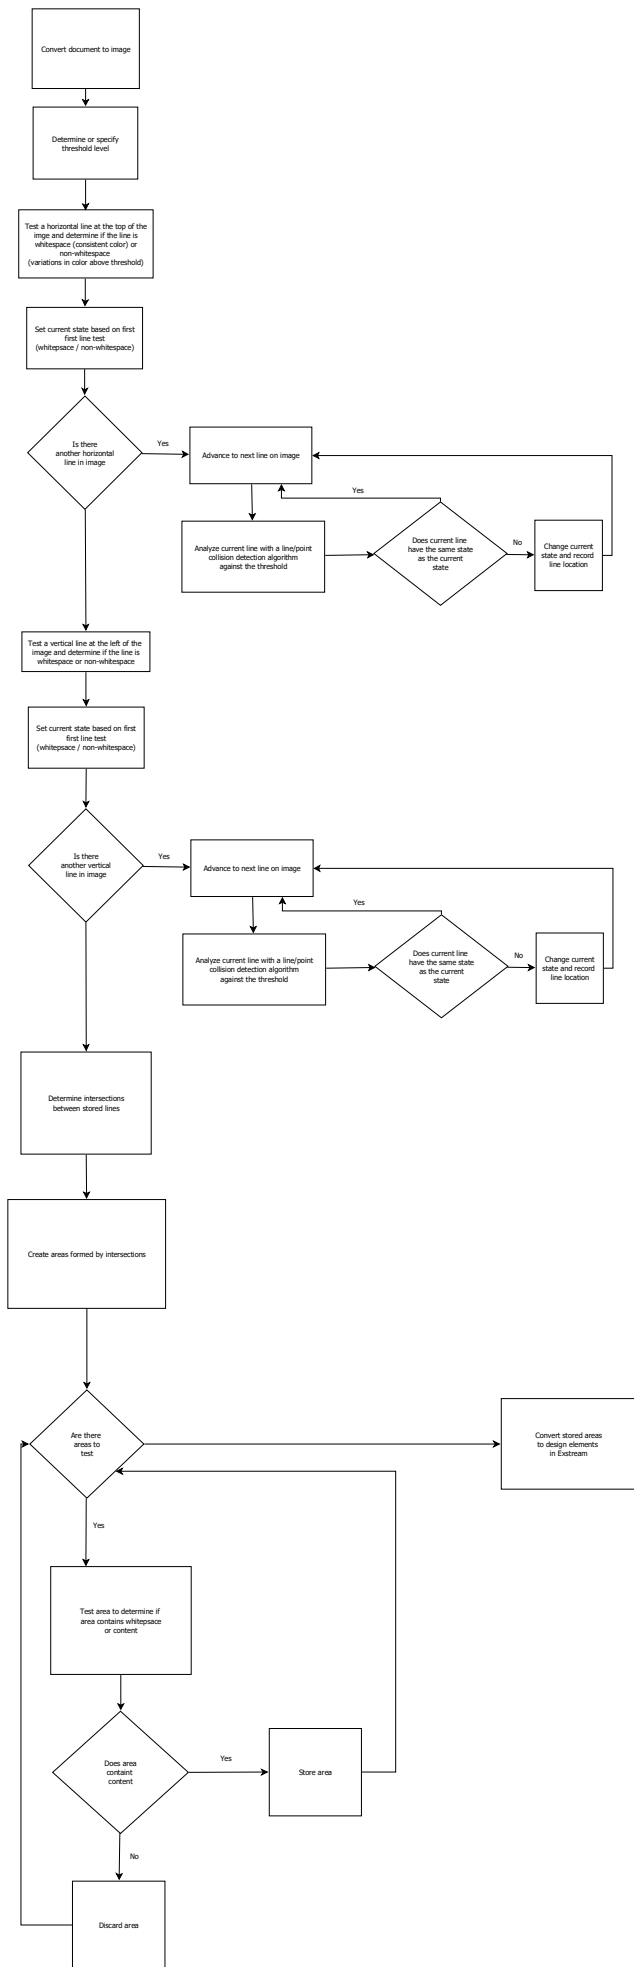 Convert document to image
Determine or specify
threshold level
Test a horizontal line at the top of the
imge and determine if the line is
whitespace (consistent color) or
non-whitespace
(variations in color above threshold)
Set current state based on first
first line test
(whitepsace / non-whitespace)
Is there
another horizontal
line in image
Yes
Advance to next line on image
Yes
Analyze current line with a line/point
collision detection algorithm
against the threshold
Does current line
have the same state
as the current
state
No
Change current
state and record
line location
Test a vertical line at the left of the
image and determine if the line is
whitespace or non-whitespace
Set current state based on first
first line test
(whitepsace / non-whitespace)
Is there
another vertical
line in image
Yes
Advance to next line on image
Yes
Analyze current line with a line/point
collision detection algorithm
against the threshold
Does current line
have the same state
as the current
state
No
Change current
state and record
line location
Determine intersections
between stored lines
Create areas formed by intersections
Are there
areas to
test
Convert stored areas
to design elements
in Exstream
Yes
Test area to determine if
area contains whitepsace
or content
Does area
containt
content
Yes
Store area
No
Discard area